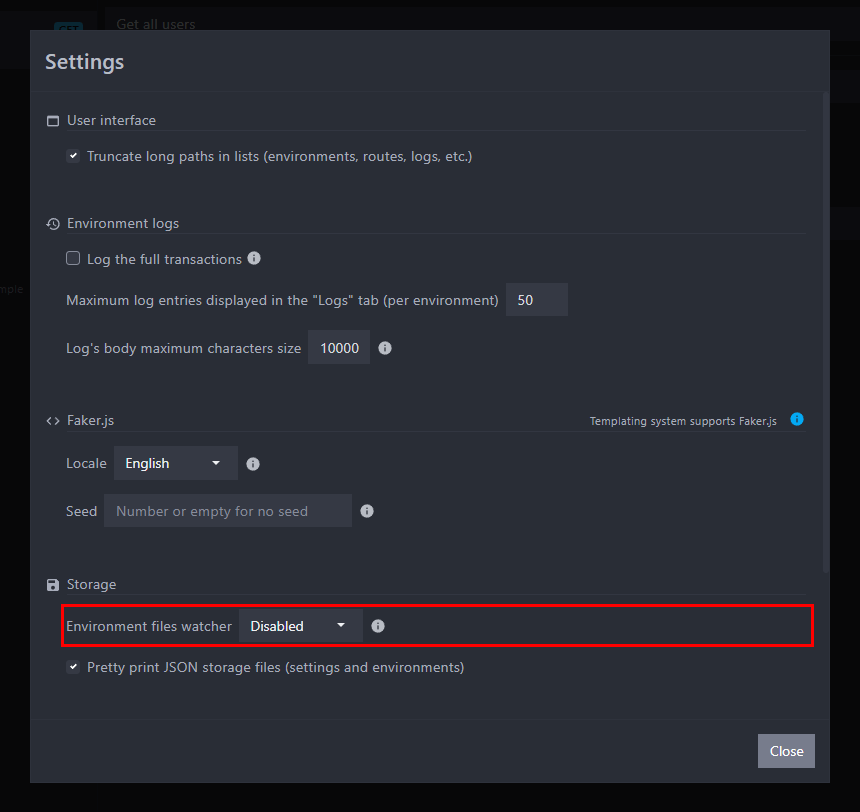 GET
Get all users
Settings
User interface
Truncate long paths in lists (environments, routes, logs, etc.)
Environment logs
Log the full transactions
Maximum log entries displayed in the "Logs" tab (per environment) 50
mple
Log's body maximum characters size 10000
Faker.js Templating system supports Faker.js
Locale English
Seed Number or empty for no seed
Storage
Environment files watcher Disabled
Pretty print JSON storage files (settings and environments)
Close